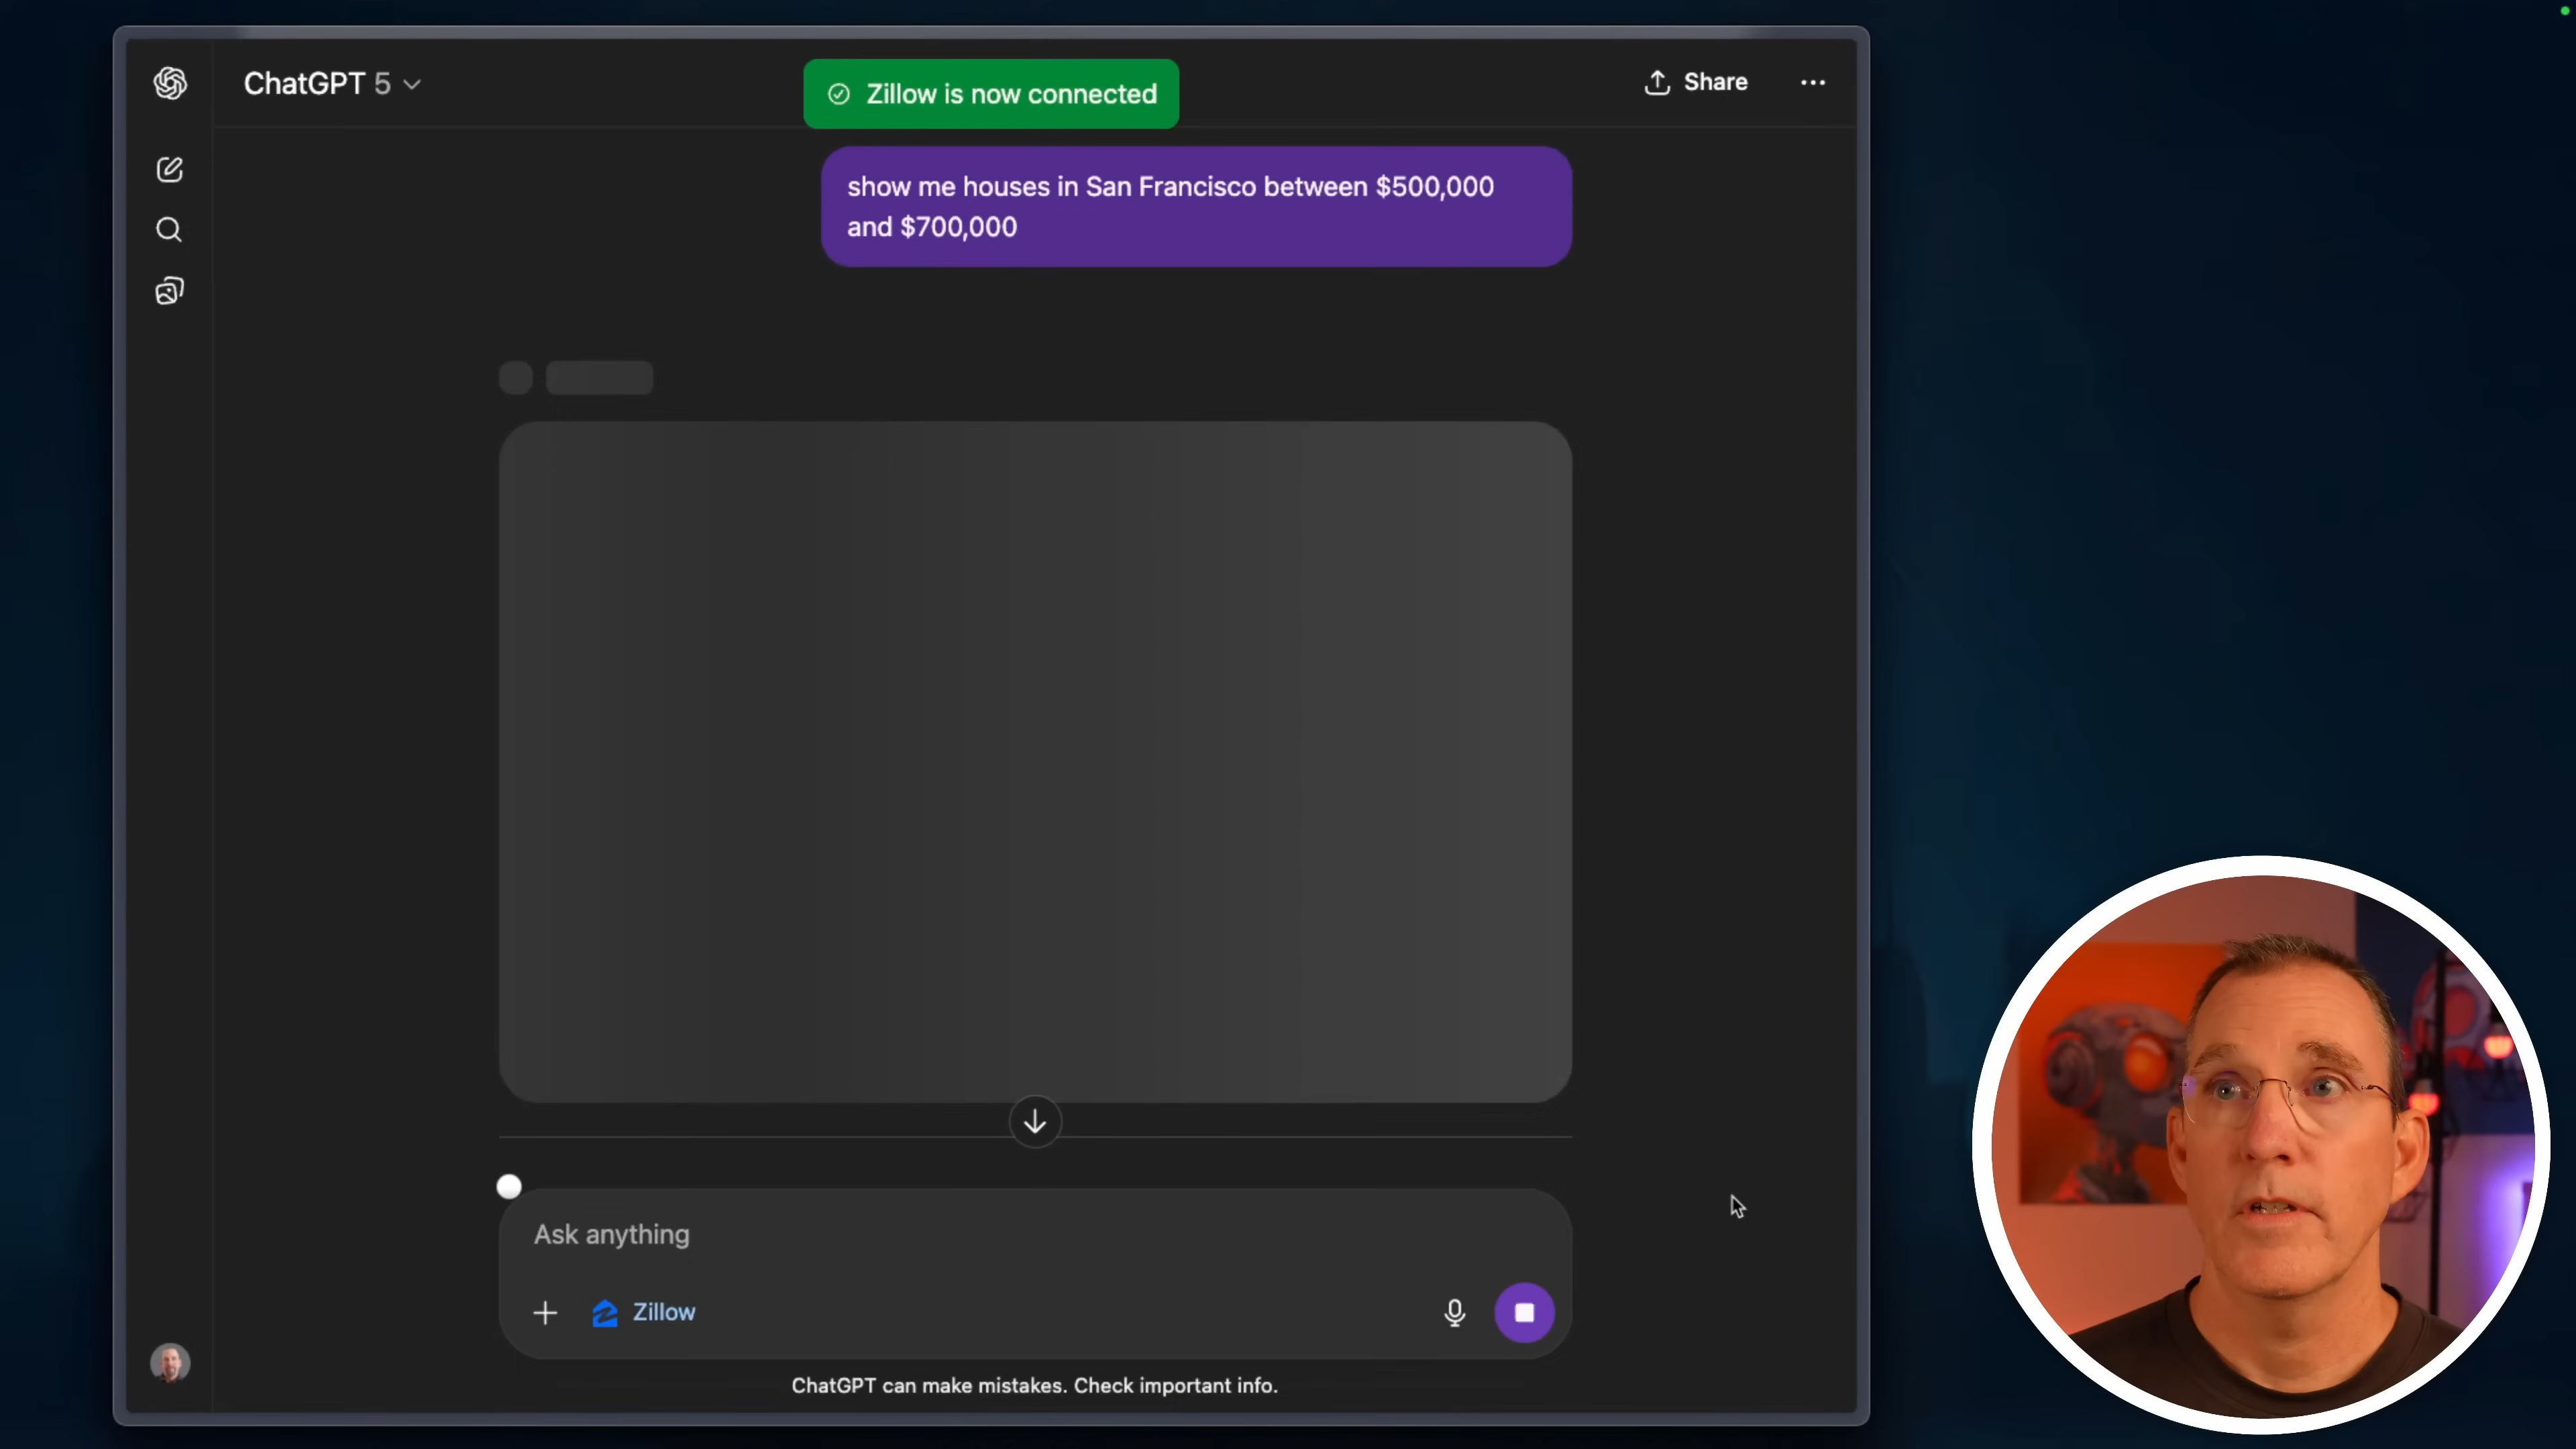 ChatGPT 5
Zillow is now connected
Share
show me houses in San Francisco between $500,000
and $700,000
Ask anything
Zillow
ChatGPT can make mistakes. Check important info.